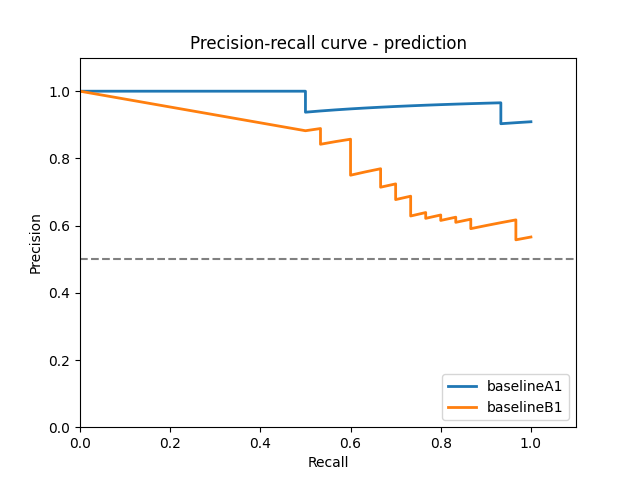 Precision-recall curve - prediction
1.0
0.8
0.6
0.4
0.2
0.0
Precision
0.0 0.2 0.4 0.6 0.8 1.0
Recall
baselineA1
baselineB1